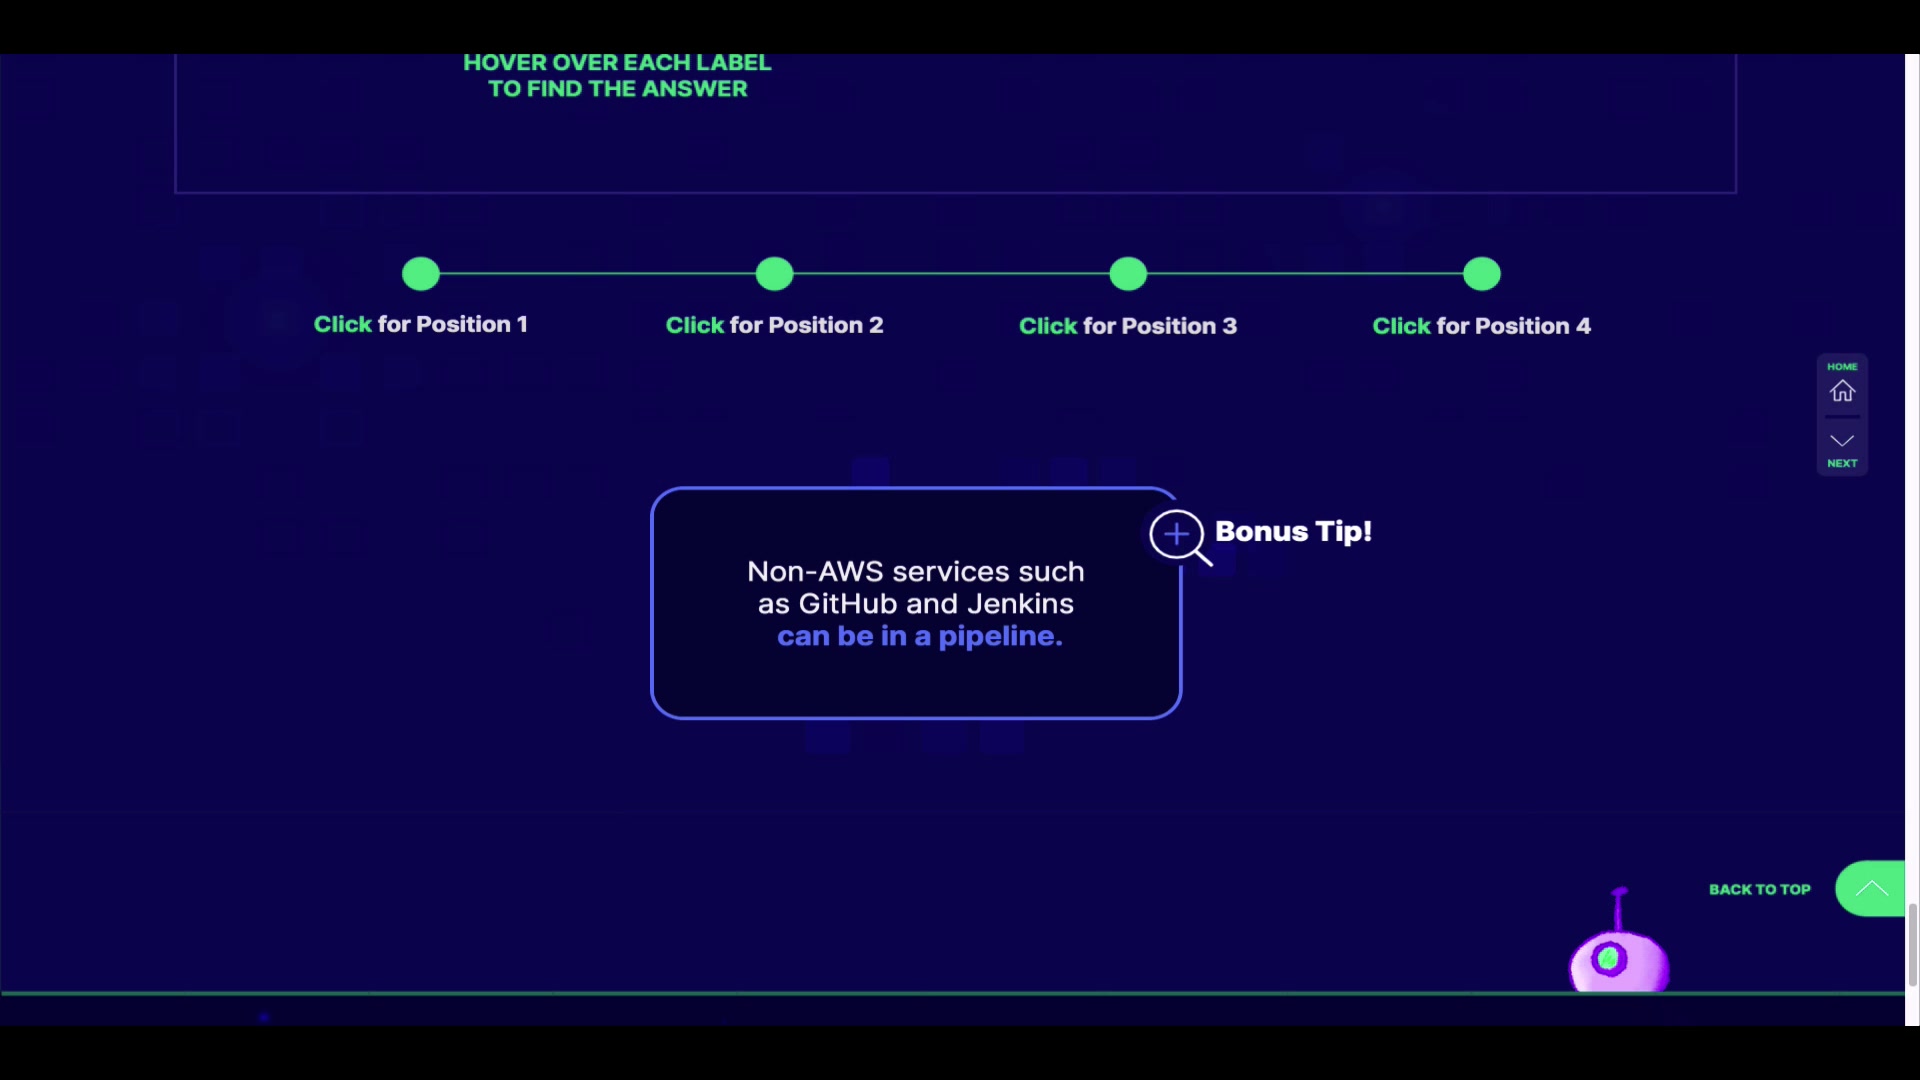 HOVER OVER EACH LABEL
TO FIND THE ANSWER
Click for Position 1
Click for Position 2
Click for Position 3
Click for Position 4
HOME
NEXT
Bonus Tip!
Non-AWS services such
as GitHub and Jenkins
can be in a pipeline.
BACK TO TOP